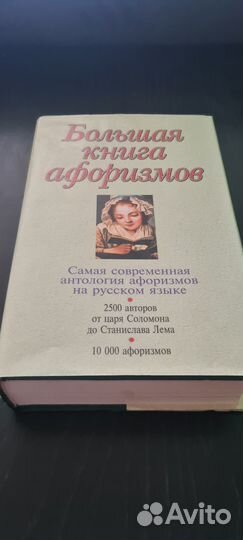 Большая
книга
афоризмов
Самая современная
антология афоризмов
на русском языке
2500 авторов
от царя Соломона
до Станислава Лема
10 000 афоризмов
Avito